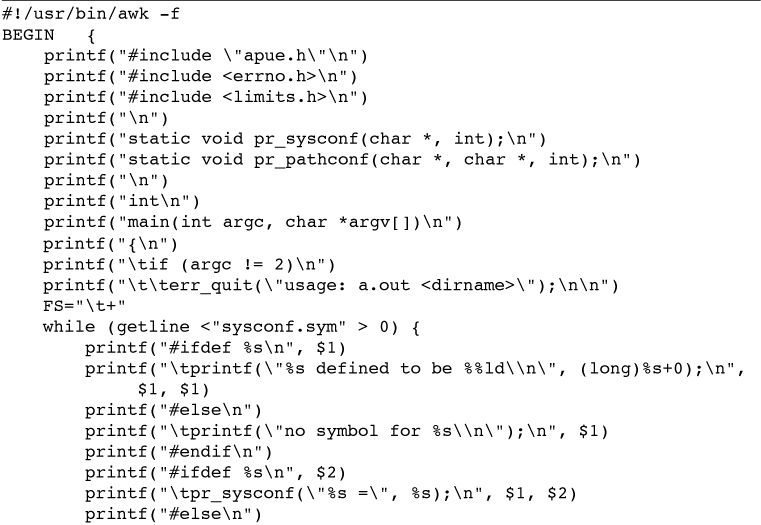 #!/usr/bin/awk -f
BEGIN   {
    printf("#include \"apue.h\"\n")
    printf("#include <errno.h>\n")
    printf("#include <limits.h>\n")
    printf("\n")
    printf("static void pr_sysconf(char *, int);\n")
    printf("static void pr_pathconf(char *, char *, int);\n")
    printf("\n")
    printf("int\n")
    printf("main(int argc, char *argv[])\n")
    printf("{\n")
    printf("\tif (argc != 2)\n")
    printf("\t\terr_quit(\"usage: a.out <dirname>\");\n\n")
    FS="\t+"
    while (getline <"sysconf.sym" > 0) {
        printf("#ifdef %s\n", $1)
        printf("\tprintf(\"%s defined to be %%ld\\n\", (long)%s+0);\n",
             $1, $1)
        printf("#else\n")
        printf("\tprintf(\"no symbol for %s\\n\");\n", $1)
        printf("#endif\n")
        printf("#ifdef %s\n", $2)
        printf("\tpr_sysconf(\"%s =\", %s);\n", $1, $2)
        printf("#else\n")